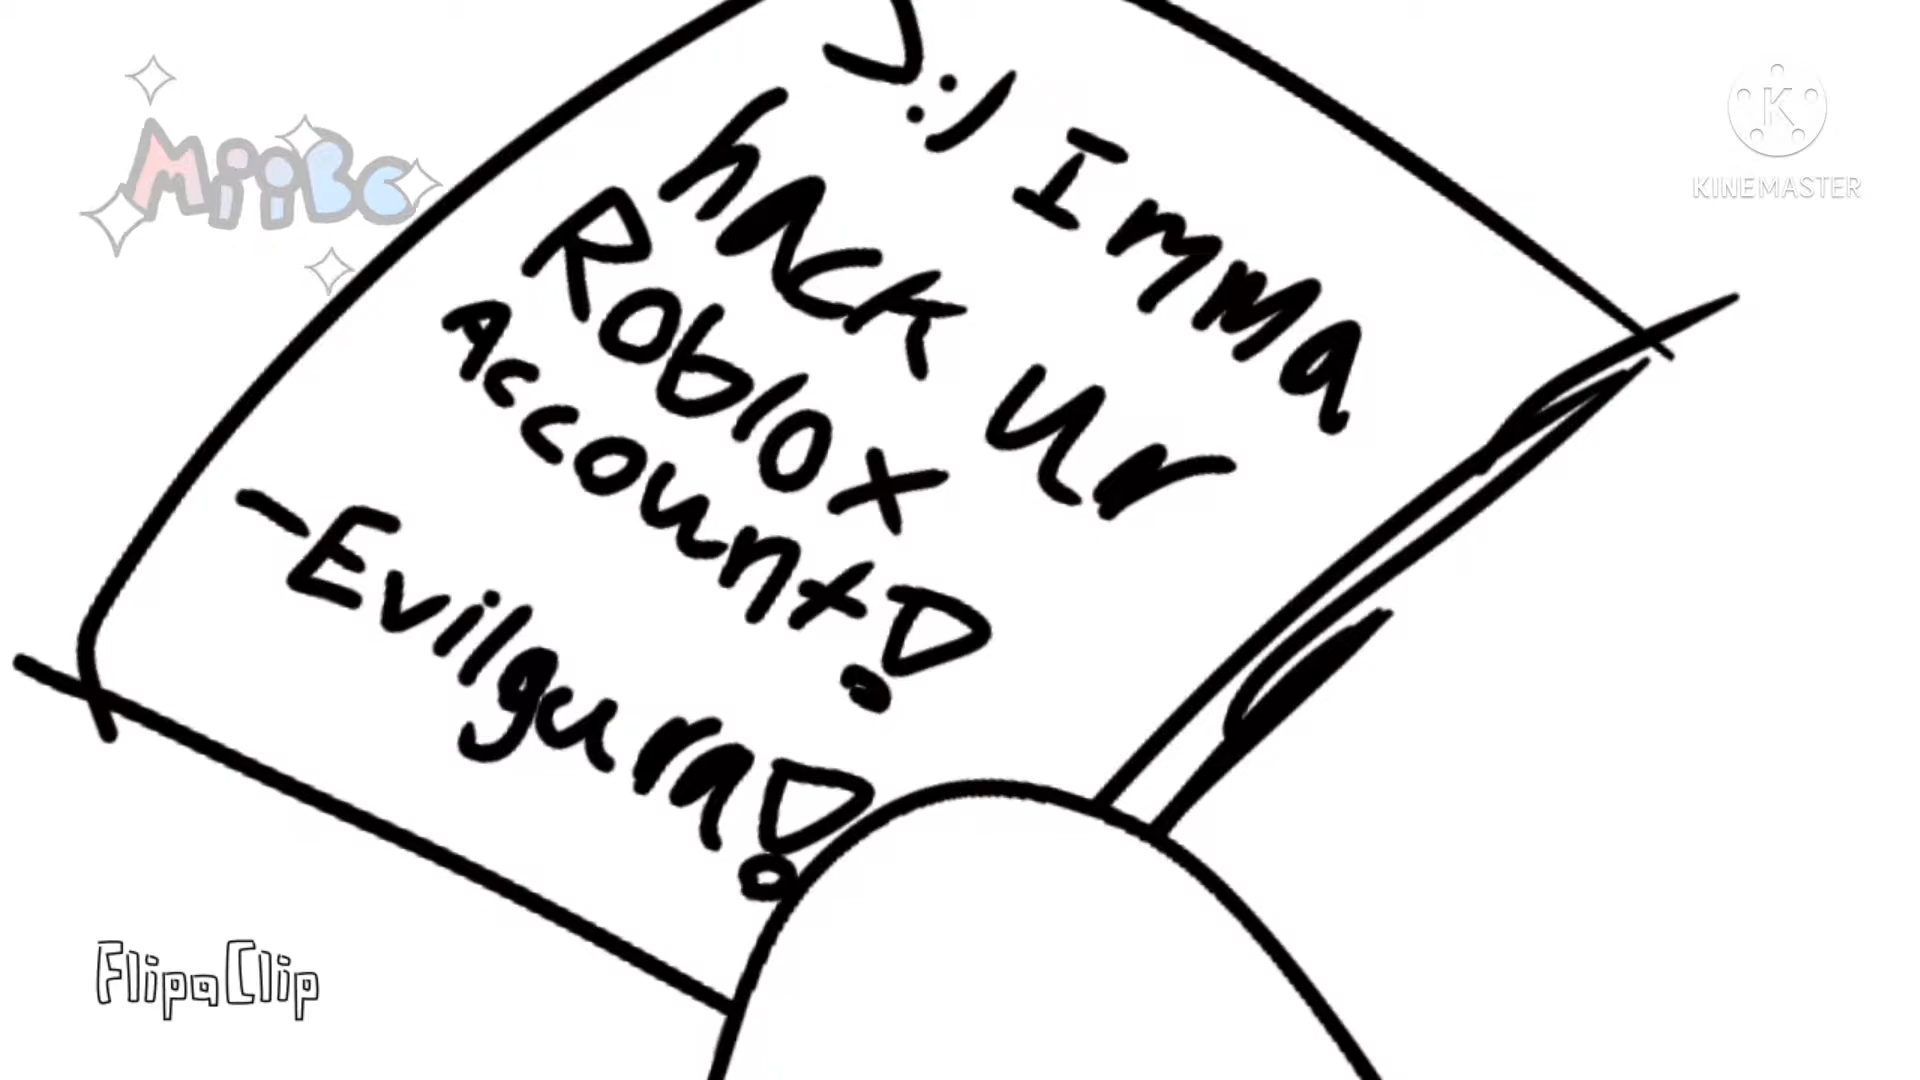 MiiBc
KINEMASTER
>:) Imma
hAck ur
Roblox
Account!
-Evilgura!
FlipaClip